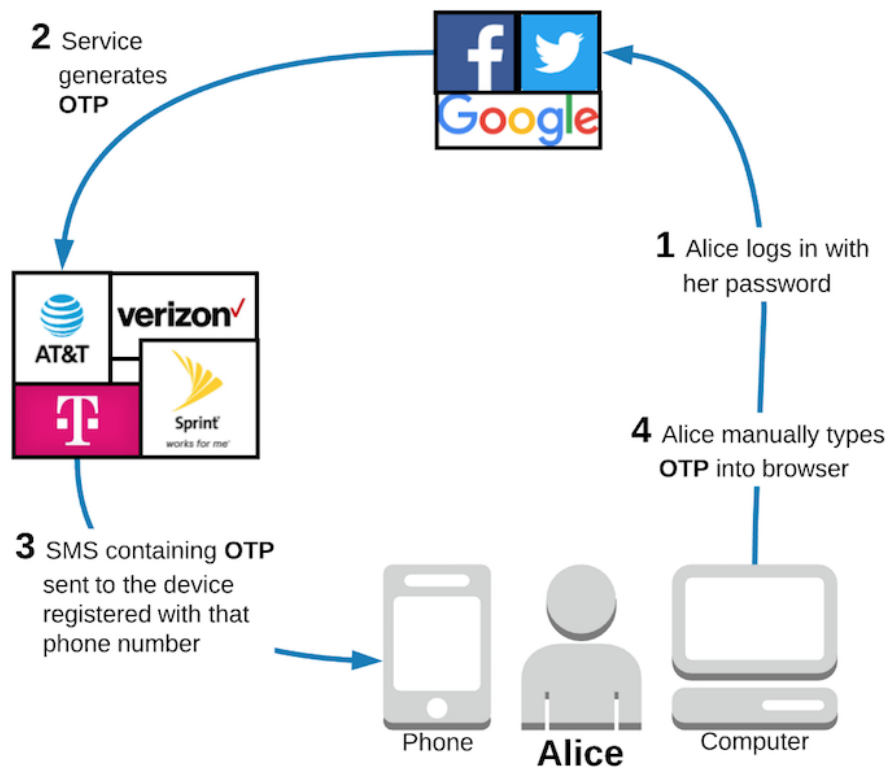 2 Service
generates
OTP
f
Google
1 Alice logs in with
her password
AT&T
verizon✓
T
Sprint
works for me®
4 Alice manually types
OTP into browser
3 SMS containing OTP
sent to the device
registered with that
phone number
Phone
Alice
Computer